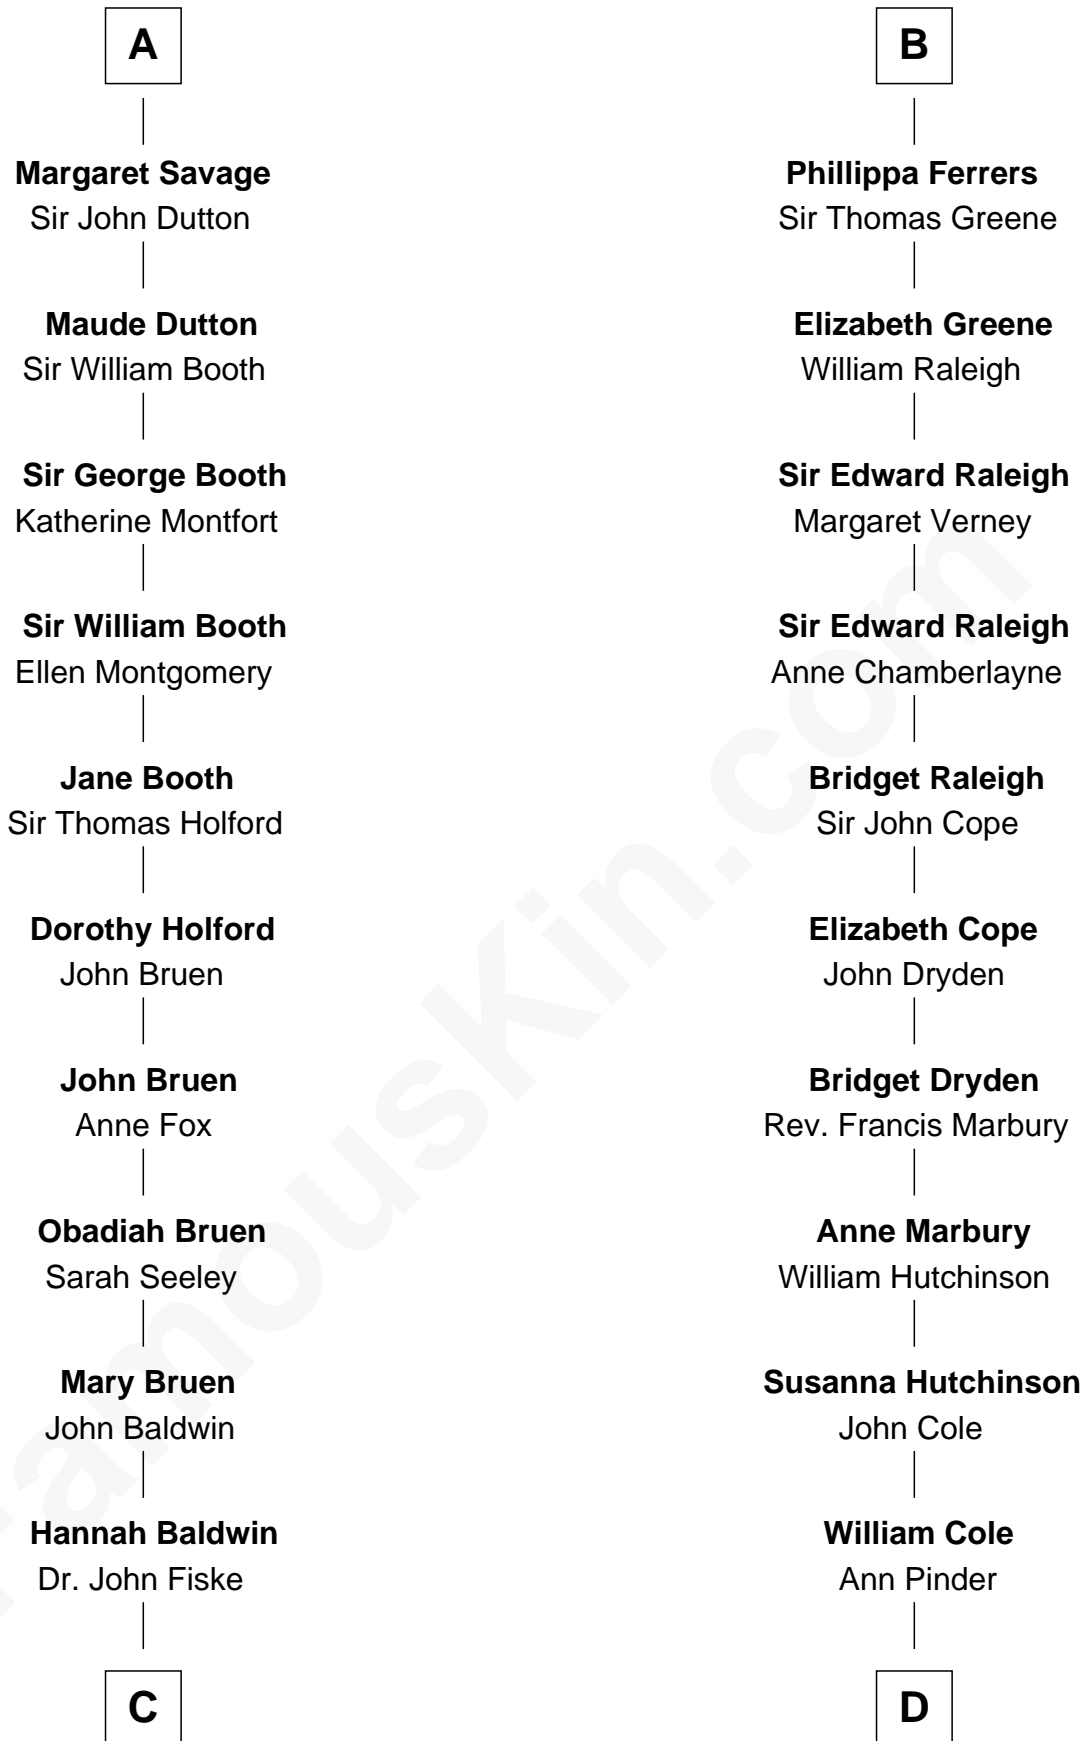 A
Margaret Savage
Sir John Dutton
Maude Dutton
Sir William Booth
Sir George Booth
Katherine Montfort
Sir William Booth
Ellen Montgomery
Jane Booth
Sir Thomas Holford
Dorothy Holford
John Bruen
John Bruen
Anne Fox
Obadiah Bruen
Sarah Seeley
Mary Bruen
John Baldwin
Hannah Baldwin
Dr. John Fiske
C
B
Phillippa Ferrers
Sir Thomas Greene
Elizabeth Greene
William Raleigh
Sir Edward Raleigh
Margaret Verney
Sir Edward Raleigh
Anne Chamberlayne
Bridget Raleigh
Sir John Cope
Elizabeth Cope
John Dryden
Bridget Dryden
Rev. Francis Marbury
Anne Marbury
William Hutchinson
Susanna Hutchinson
John Cole
William Cole
Ann Pinder
D
FamousKin.com